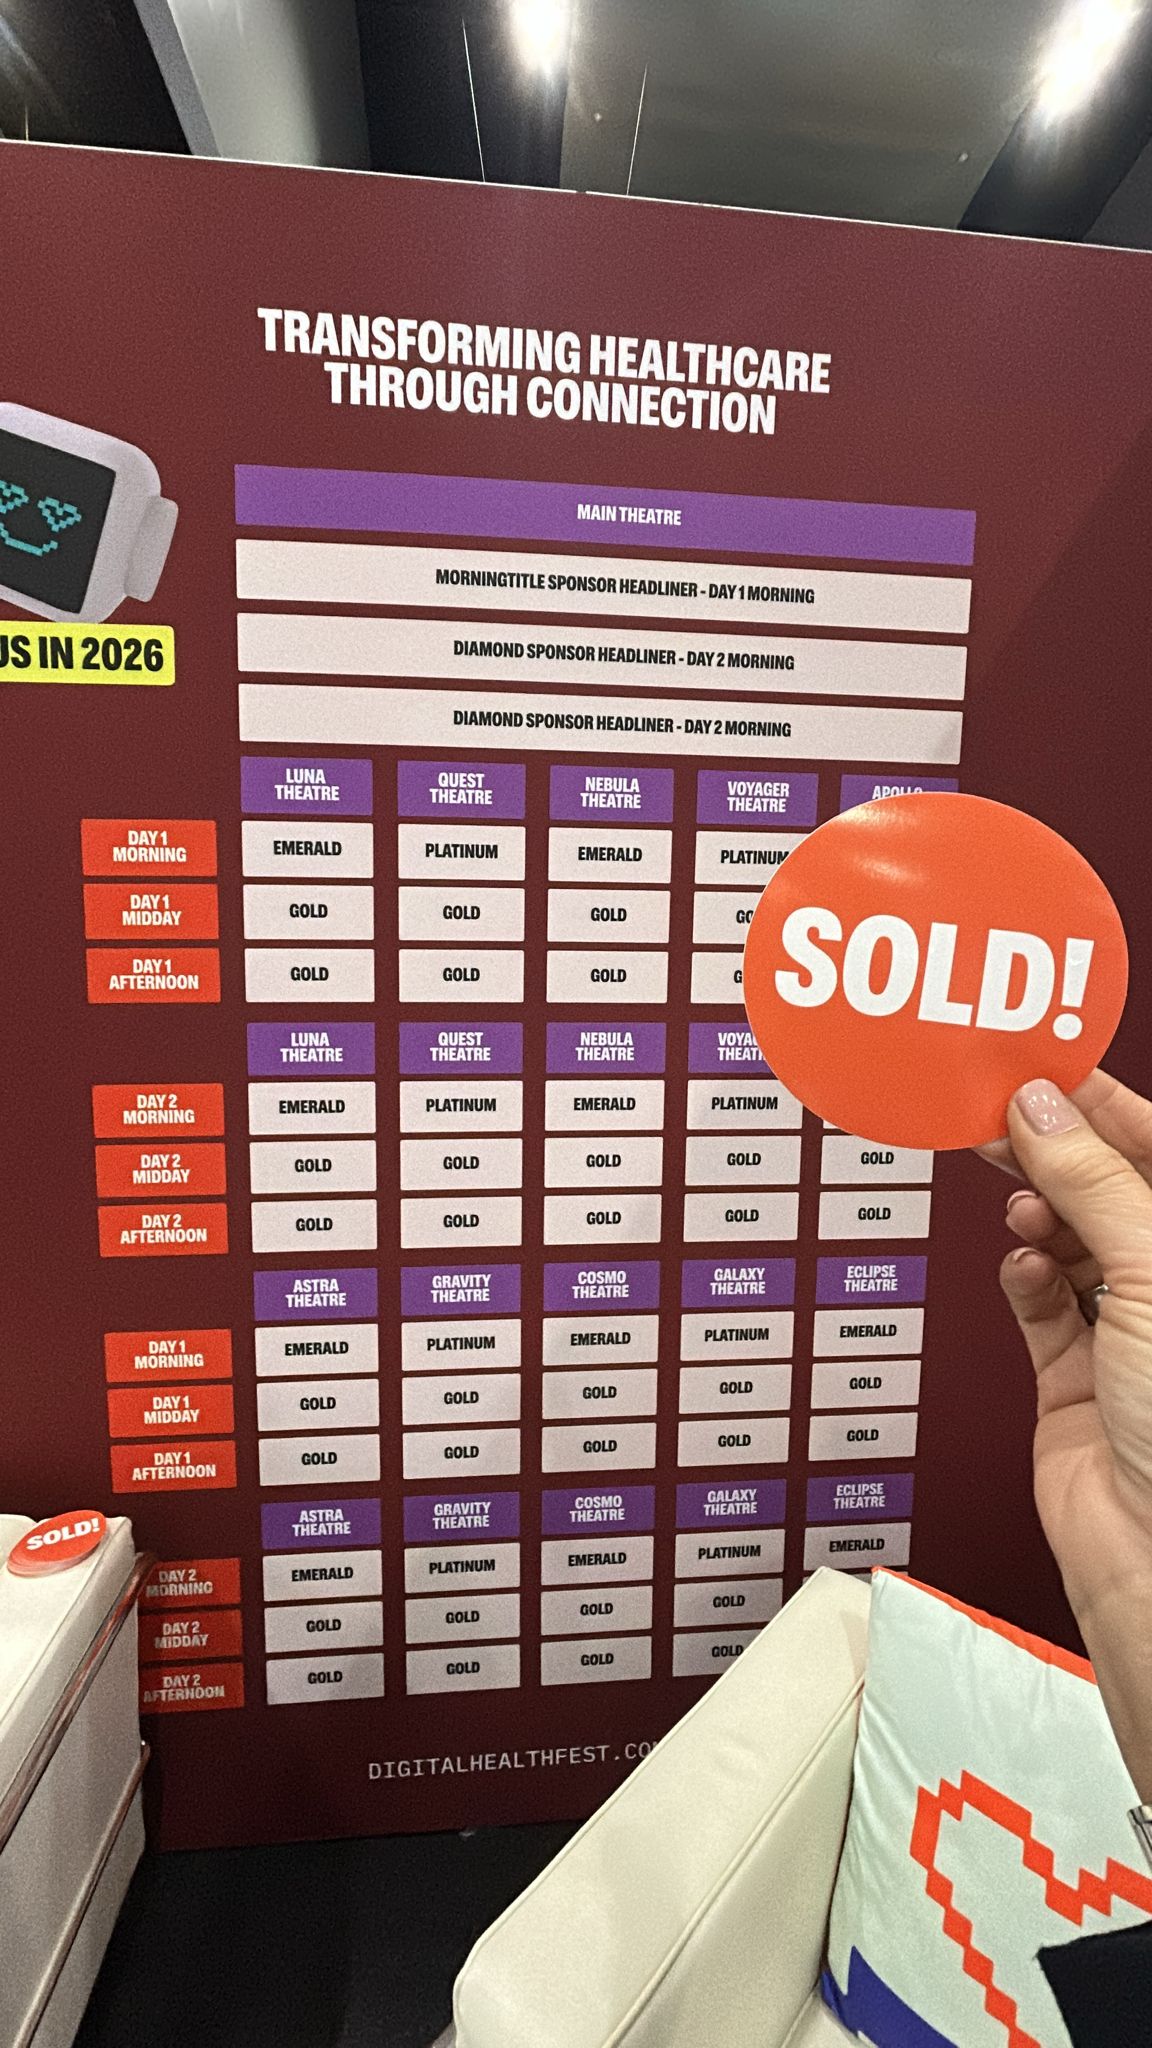 TRANSFORMING HEALTHCARE
THROUGH CONNECTION
MAIN THEATRE
MORNINGTITLE SPONSOR HEADLINER - DAY 1 MORNING
US IN 2026
DIAMOND SPONSOR HEADLINER - DAY 2 MORNING
DIAMOND SPONSOR HEADLINER - DAY 2 MORNING
LUNA THEATRE QUEST THEATRE NEBULA THEATRE VOYAGER THEATRE APOLLO
DAY 1 MORNING EMERALD PLATINUM EMERALD PLATINUM
DAY 1 MIDDAY GOLD GOLD GOLD
DAY 1 AFTERNOON GOLD GOLD GOLD
SOLD!
LUNA THEATRE QUEST THEATRE NEBULA THEATRE
DAY 2 MORNING EMERALD PLATINUM EMERALD PLATINUM
DAY 2 MIDDAY GOLD GOLD GOLD GOLD GOLD
DAY 2 AFTERNOON GOLD GOLD GOLD GOLD GOLD
ASTRA THEATRE GRAVITY THEATRE COSMO THEATRE GALAXY THEATRE ECLIPSE THEATRE
DAY 1 MORNING EMERALD PLATINUM EMERALD PLATINUM EMERALD
DAY 1 MIDDAY GOLD GOLD GOLD GOLD GOLD
DAY 1 AFTERNOON GOLD GOLD GOLD GOLD GOLD
ASTRA THEATRE GRAVITY THEATRE COSMO THEATRE GALAXY THEATRE ECLIPSE THEATRE
SOLD!
DAY 2 MORNING EMERALD PLATINUM EMERALD PLATINUM EMERALD
DAY 2 MIDDAY GOLD GOLD GOLD GOLD
DAY 2 AFTERNOON GOLD GOLD GOLD GOLD
DIGITALHEALTHFEST.CO